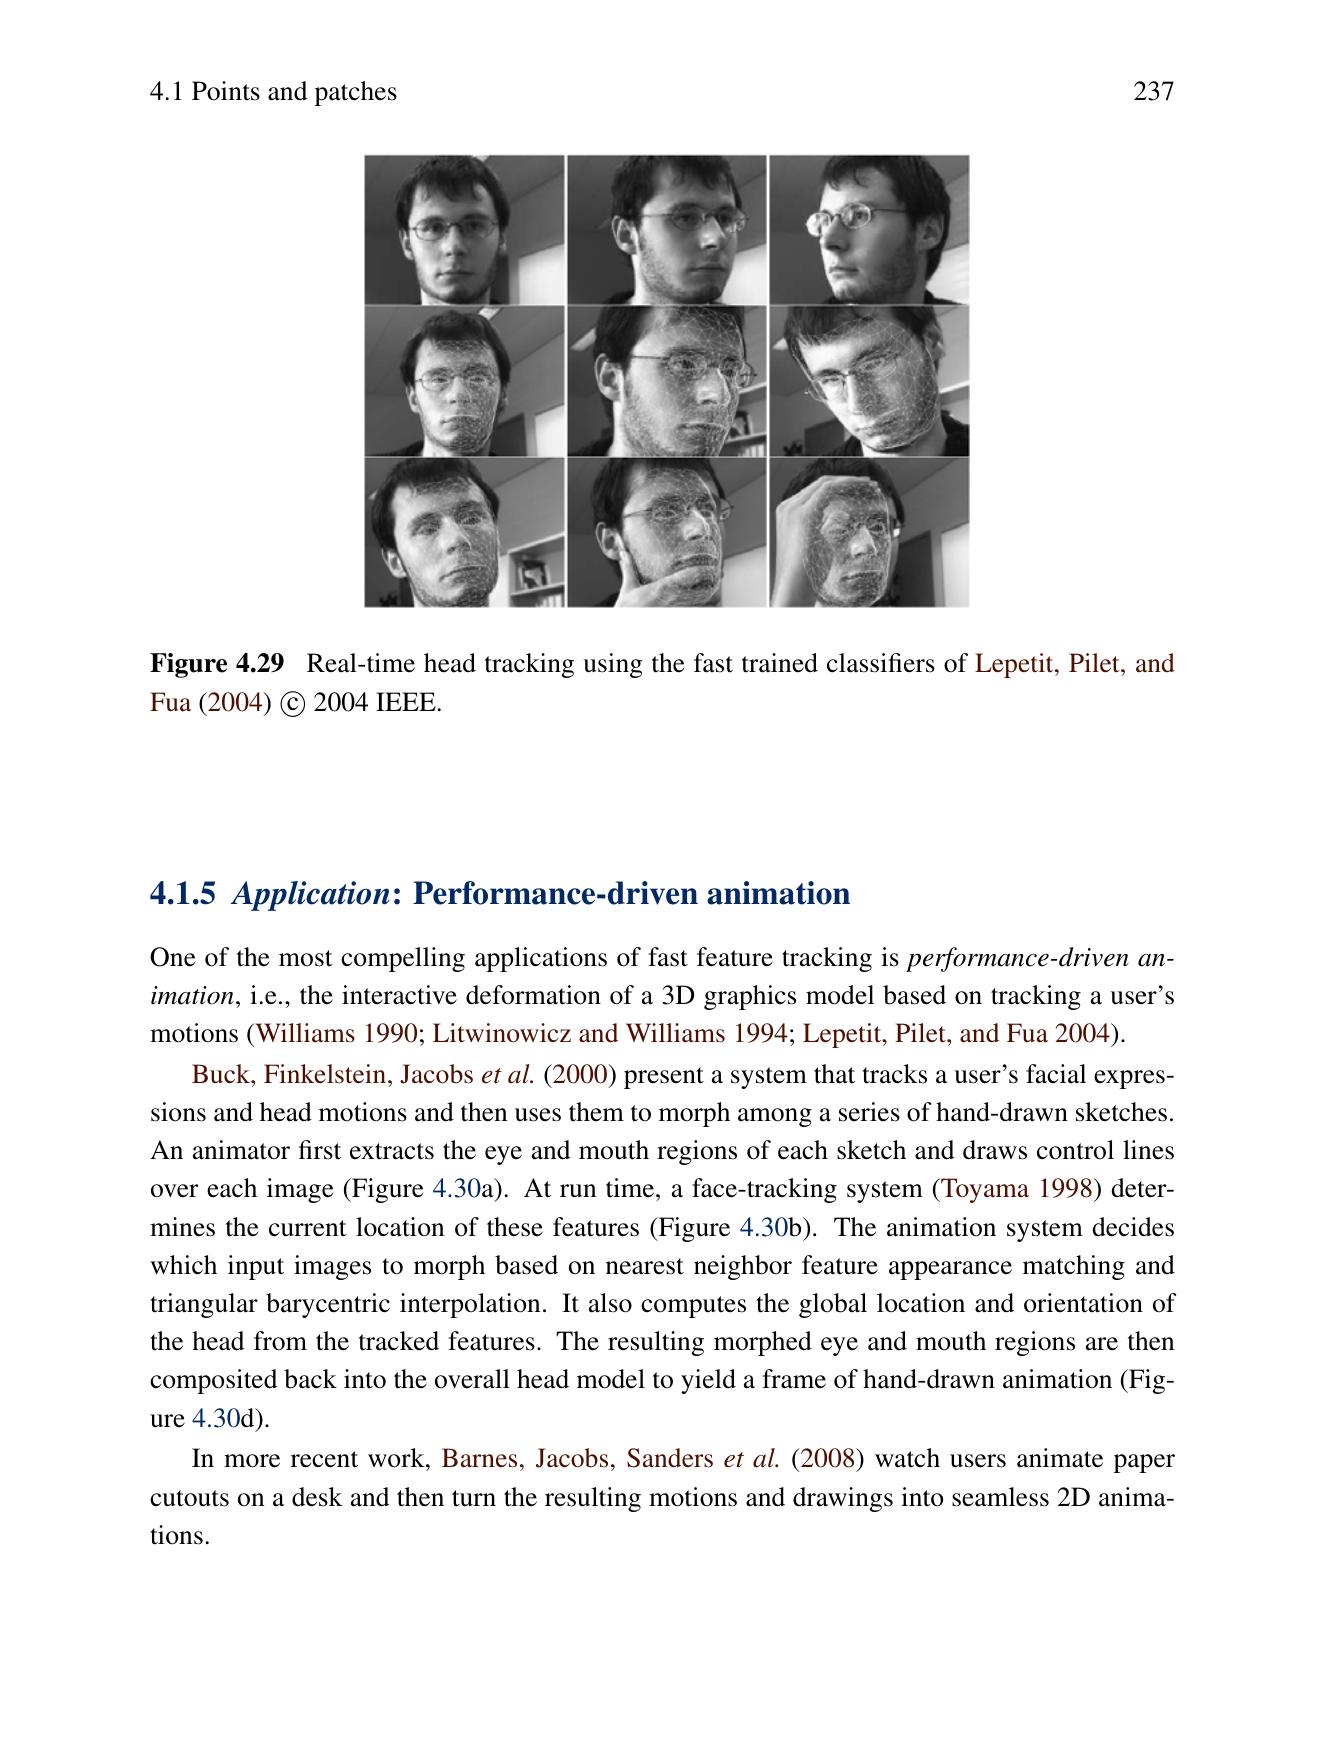 4.1 Points and patches 237
Figure 4.29 Real-time head tracking using the fast trained classifiers of Lepetit, Pilet, and
Fua (2004) © 2004 IEEE.
4.1.5 Application: Performance-driven animation
One of the most compelling applications of fast feature tracking is performance-driven an-
imation, i.e., the interactive deformation of a 3D graphics model based on tracking a user's
motions (Williams 1990; Litwinowicz and Williams 1994; Lepetit, Pilet, and Fua 2004).
Buck, Finkelstein, Jacobs et al. (2000) present a system that tracks a user's facial expres-
sions and head motions and then uses them to morph among a series of hand-drawn sketches.
An animator first extracts the eye and mouth regions of each sketch and draws control lines
over each image (Figure 4.30a). At run time, a face-tracking system (Toyama 1998) deter-
mines the current location of these features (Figure 4.30b). The animation system decides
which input images to morph based on nearest neighbor feature appearance matching and
triangular barycentric interpolation. It also computes the global location and orientation of
the head from the tracked features. The resulting morphed eye and mouth regions are then
composited back into the overall head model to yield a frame of hand-drawn animation (Fig-
ure 4.30d).
In more recent work, Barnes, Jacobs, Sanders et al. (2008) watch users animate paper
cutouts on a desk and then turn the resulting motions and drawings into seamless 2D anima-
tions.